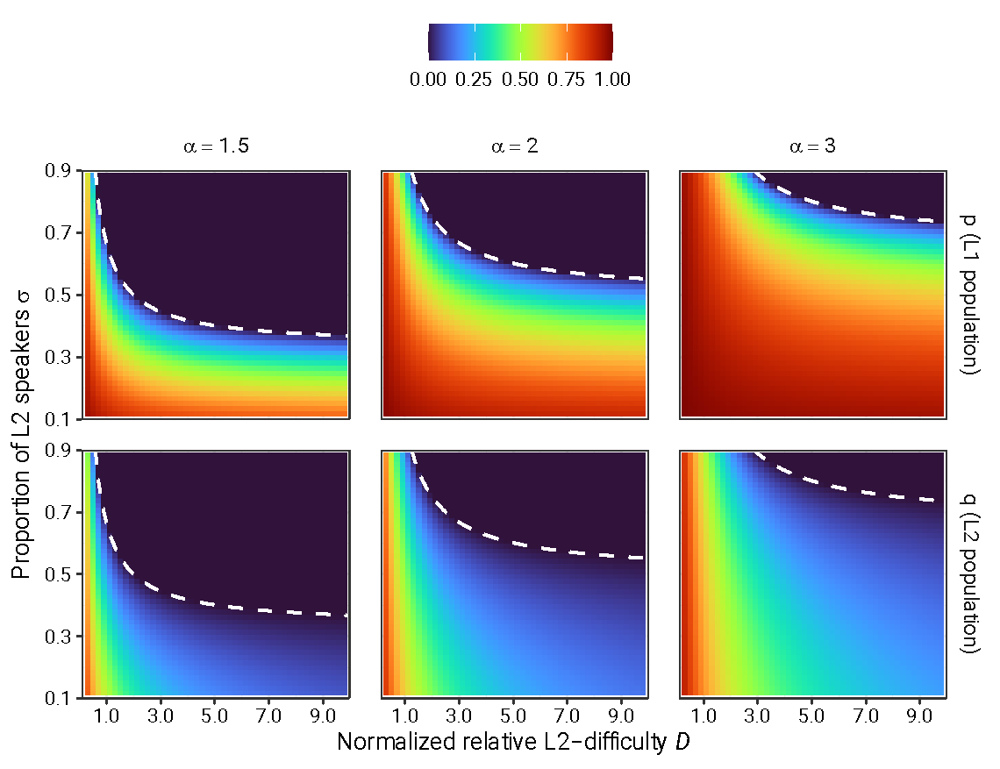 0.00 0.25 0.50 0.75 1.00
α = 1.5
α = 2
α = 3
0.9
0.7
0.5
0.3
0.1
p (L1 population)
0.9
0.7
0.5
0.3
0.1
q (L2 population)
Proportion of L2 speakers σ
1.0 3.0 5.0 7.0 9.0
1.0 3.0 5.0 7.0 9.0
1.0 3.0 5.0 7.0 9.0
Normalized relative L2−difficulty D